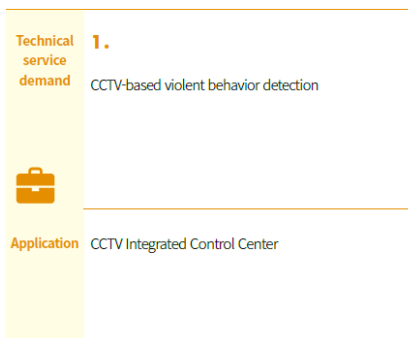 Technical
service
demand
1.
CCTV-based violent behavior detection
Application
CCTV Integrated Control Center